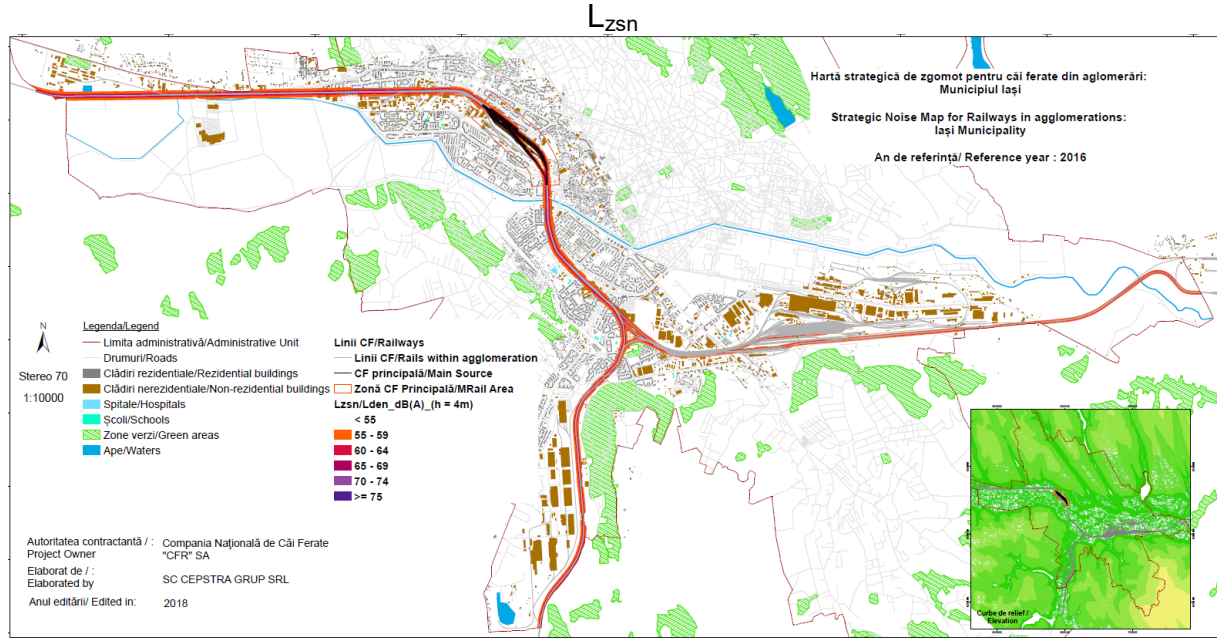 Lzsn
Hartă strategică de zgomot pentru căi ferate din aglomerări:
Municipiul Iași
Strategic Noise Map for Railways in agglomerations:
Iași Municipality
An de referință/ Reference year : 2016
N
Stereo 70
1:10000
Legenda/Legend
Limita administrativă/Administrative Unit
Drumuri/Roads
Clădiri rezidentiale/Rezidential buildings
Clădiri nerezidentiale/Non-rezidential buildings
Spitale/Hospitals
Școli/Schools
Zone verzi/Green areas
Ape/Waters
Linii CF/Railways
Linii CF/Rails within agglomeration
CF principală/Main Source
Zonă CF Principală/MRail Area
Lzsn/Lden_dB(A)_(h = 4m)
< 55
55 - 59
60 - 64
65 - 69
70 - 74
>= 75
Autoritatea contractantă / : Compania Națională de Căi Ferate
Project Owner "CFR" SA
Elaborat de / :
Elaborated by SC CEPSTRA GRUP SRL
Anul editării/ Edited in: 2018
Curbe de relief /
Elevation